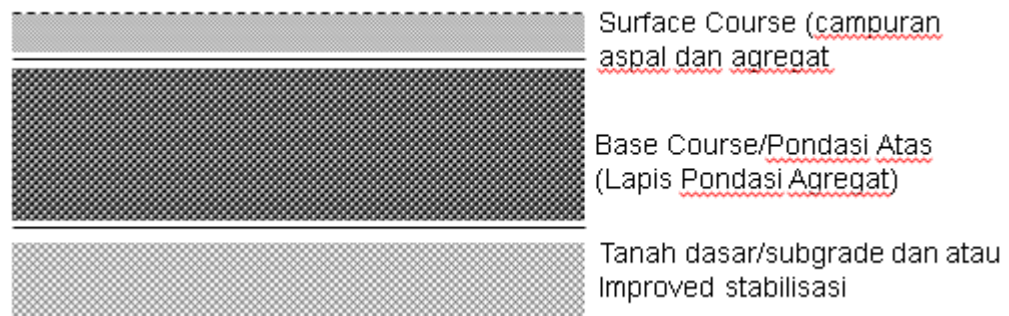 Surface Course (campuran
aspal dan agregat
Base Course/Pondasi Atas
(Lapis Pondasi Agregat)
Tanah dasar/subgrade dan atau
Improved stabilisasi